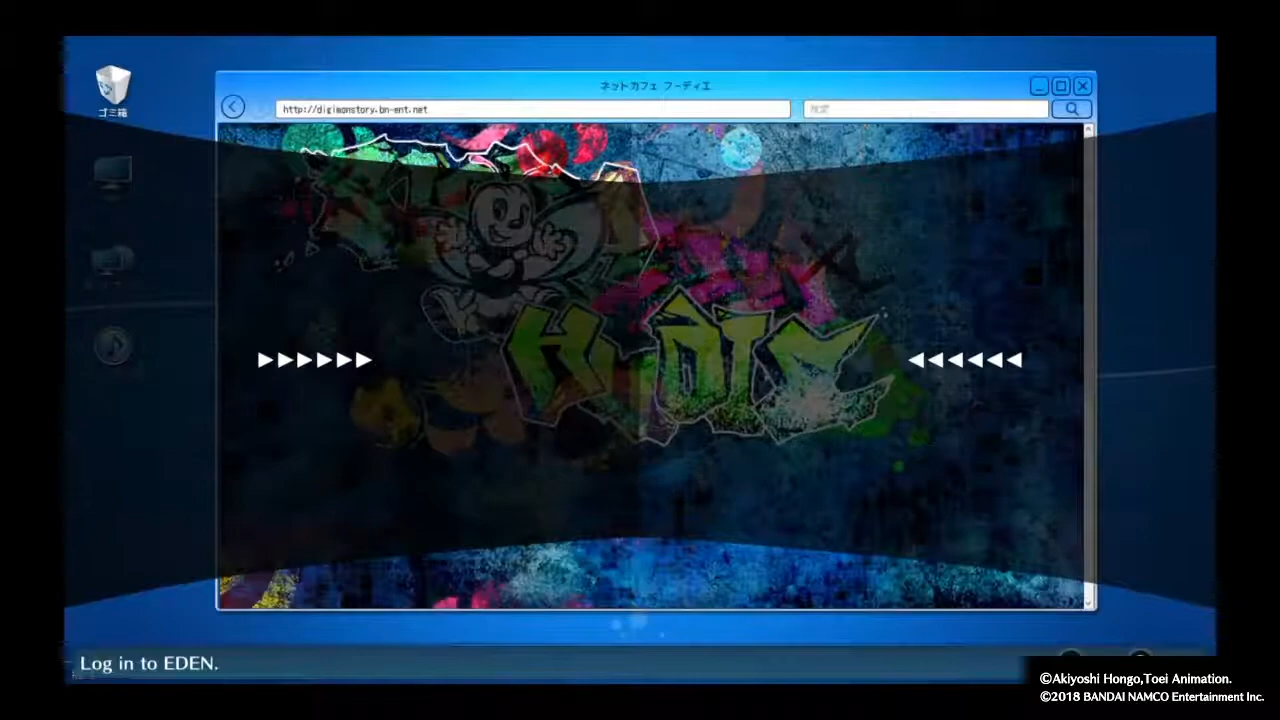 ネットカフェ フーディエ
http://digimonstory.bn-ent.net
検索
ゴミ箱
Log in to EDEN.
©Akiyoshi Hongo,Toei Animation.
©2018 BANDAI NAMCO Entertainment Inc.